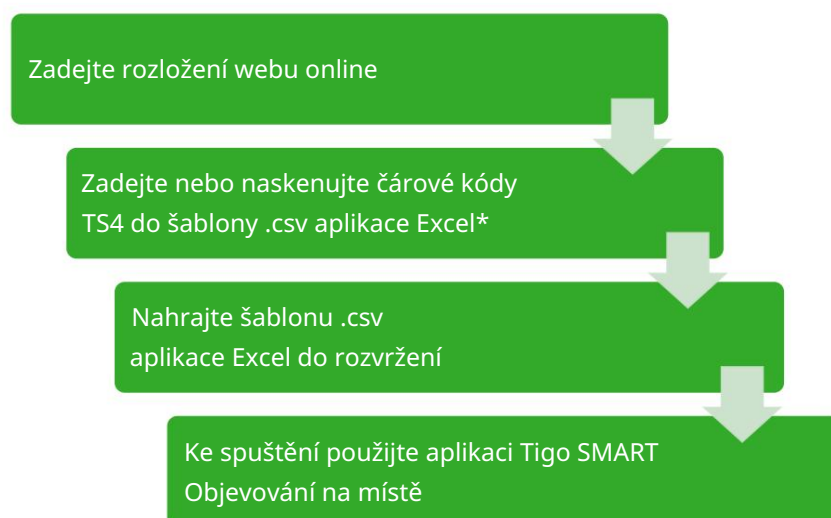 Zadejte rozložení webu online
Zadejte nebo naskenujte čárové kódy
TS4 do šablony .csv aplikace Excel*
Nahrajte šablonu .csv
aplikace Excel do rozvržení
Ke spuštění použijte aplikaci Tigo SMART
Objevování na místě